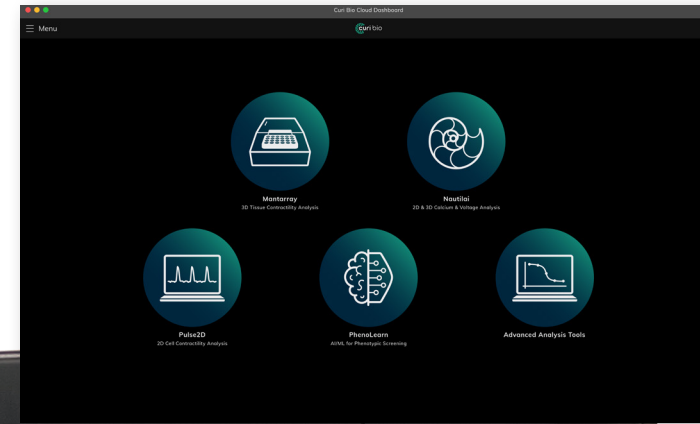 Curi Bio Cloud Dashboard
Menu
curibio
Mantarray
3D Tissue Contractility Analysis
Nautilai
2D & 3D Calcium & Voltage Analysis
Pulse2D
2D Cell Contractility Analysis
PhenoLearn
AI/ML for Phenotypic Screening
Advanced Analysis Tools